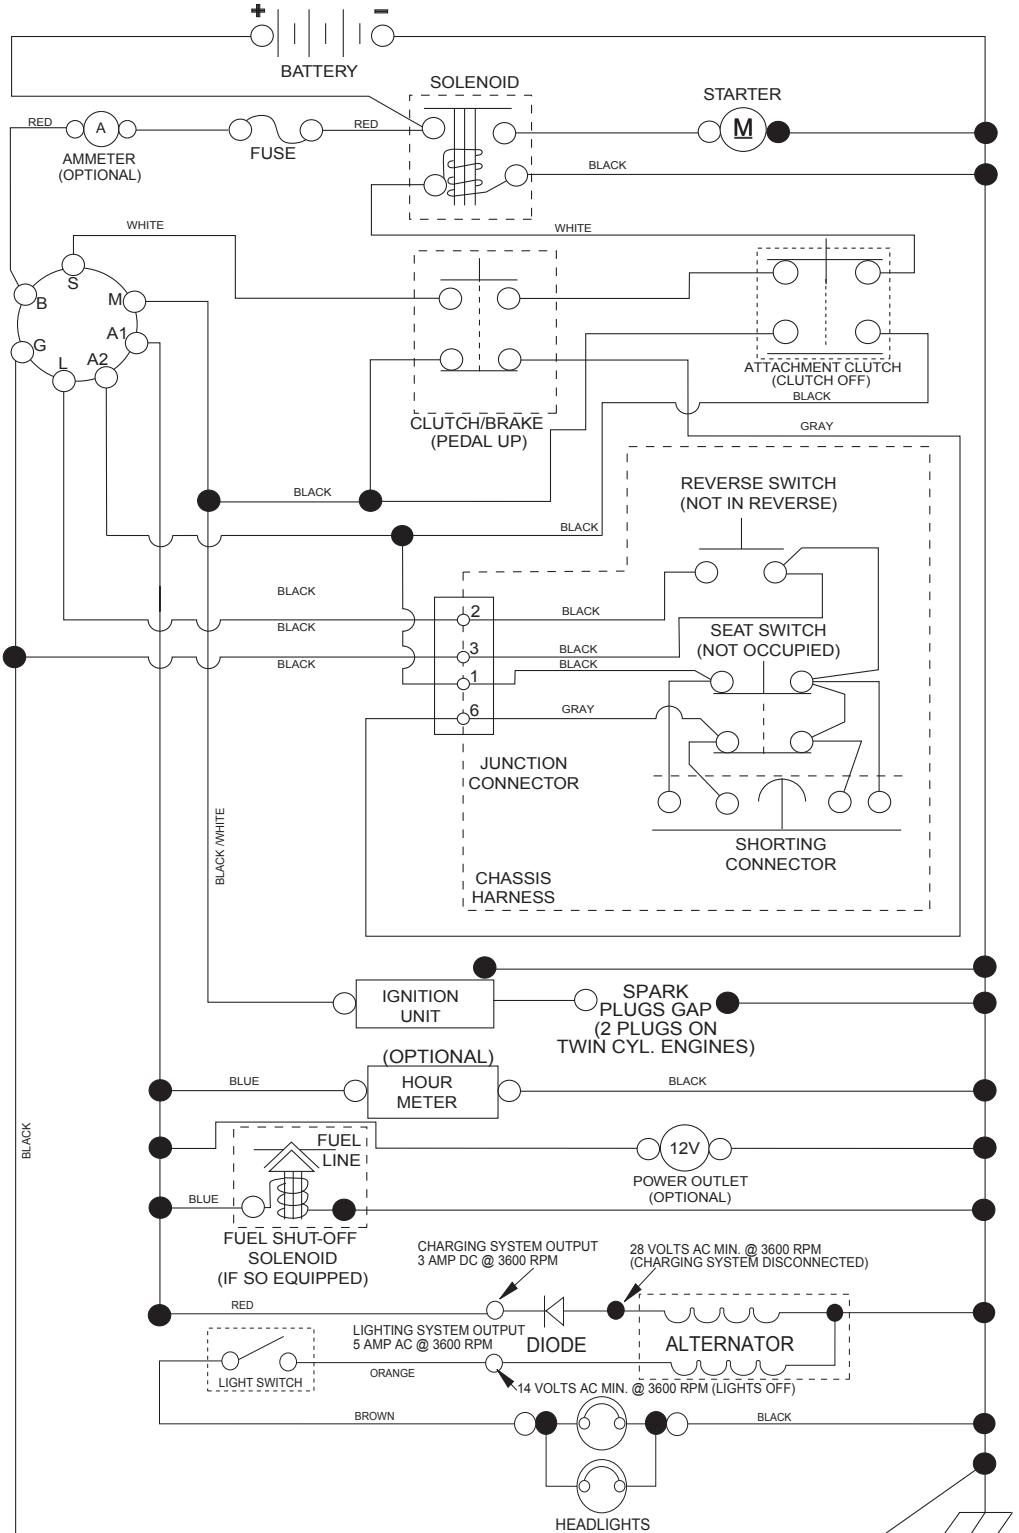 + −
BATTERY
SOLENOID
STARTER
RED
A
AMMETER
(OPTIONAL)
FUSE
RED
M
BLACK
WHITE
WHITE
S
B
M
A1
G
L
A2
CLUTCH/BRAKE
(PEDAL UP)
ATTACHMENT CLUTCH
(CLUTCH OFF)
BLACK
GRAY
REVERSE SWITCH
(NOT IN REVERSE)
BLACK
BLACK
BLACK
BLACK
BLACK
2
3
1
6
BLACK
BLACK
BLACK
GRAY
SEAT SWITCH
(NOT OCCUPIED)
JUNCTION
CONNECTOR
SHORTING
CONNECTOR
CHASSIS
HARNESS
BLACK /WHITE
IGNITION
UNIT
SPARK
PLUGS GAP
(2 PLUGS ON
TWIN CYL. ENGINES)
(OPTIONAL)
BLUE
HOUR
METER
BLACK
BLACK
FUEL
LINE
12V
POWER OUTLET
(OPTIONAL)
BLUE
FUEL SHUT-OFF
SOLENOID
(IF SO EQUIPPED)
CHARGING SYSTEM OUTPUT
3 AMP DC @ 3600 RPM
28 VOLTS AC MIN. @ 3600 RPM
(CHARGING SYSTEM DISCONNECTED)
RED
LIGHTING SYSTEM OUTPUT
5 AMP AC @ 3600 RPM
DIODE
ALTERNATOR
LIGHT SWITCH
ORANGE
14 VOLTS AC MIN. @ 3600 RPM (LIGHTS OFF)
BROWN
BLACK
HEADLIGHTS